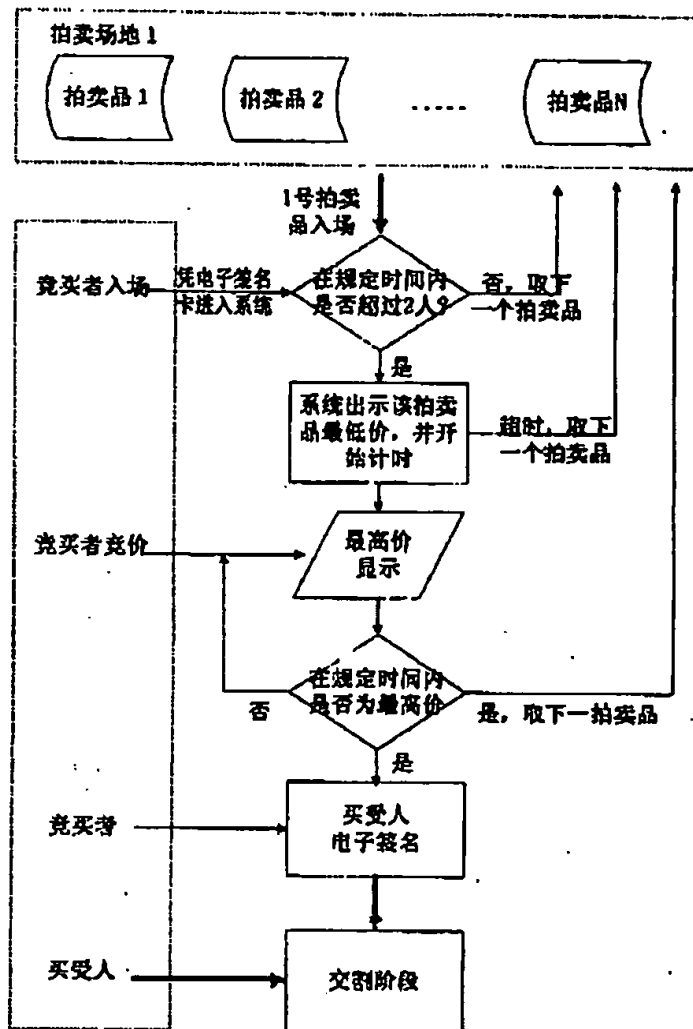 拍卖场地1
拍卖品1
拍卖品2
.....
拍卖品N
1号拍卖
品入场
竞买者入场
凭电子签名
卡进入系统
在规定时间内
是否超过2人?
否，取下
一个拍卖品
是
系统出示该拍卖
品最低价，并开
始计时
超时，取下
一个拍卖品
竞买者竞价
最高价
显示
在规定时间内
是否为最高价
否
是，取下一拍卖品
是
竞买者
买受人
电子签名
买受人
交割阶段